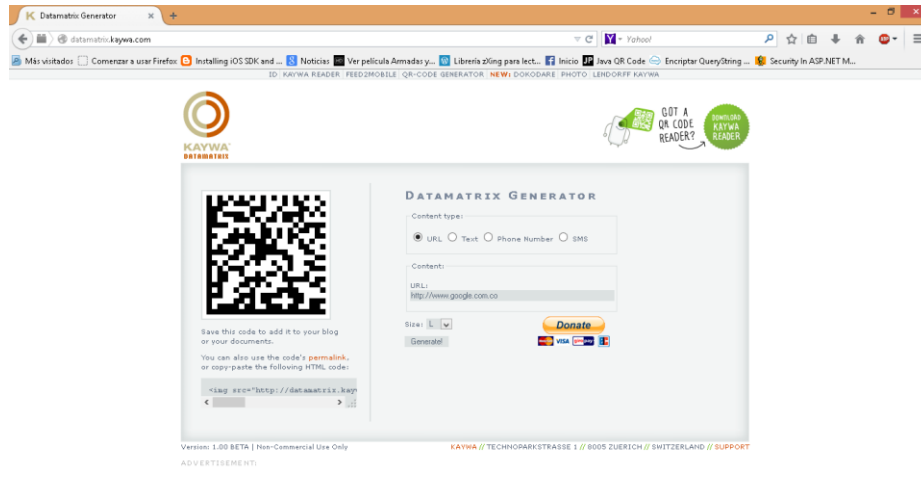 Datamatrix Generator
datamatrix.kaywa.com
Yahoo!
Más visitados
Comenzar a usar Firefox
Installing iOS SDK and ...
Noticias
Ver película Armadas y...
Librería zXing para lect...
Inicio
Java QR Code
Encriptar QueryString ...
Security In ASP.NET M...
ID KAYWA READER FEED2MOBILE QR-CODE GENERATOR NEW: DOKODARE PHOTO LENDORFF KAYWA
KAYWA
DATAMATRIX
GOT A
QR CODE
READER?
DOWNLOAD
KAYWA
READER
DATAMATRIX GENERATOR
Content type:
URL Text Phone Number SMS
Content:
URL:
http://www.google.com.co
Size: L
Generate!
Donate
VISA
Save this code to add it to your blog
or your documents.
You can also use the code's permalink,
or copy-paste the following HTML code:
<img src="http://datamatrix.kayw
Version: 1.00 BETA | Non-Commercial Use Only
KAYWA // TECHNOPARKSTRASSE 1 // 8005 ZUERICH // SWITZERLAND // SUPPORT
ADVERTISEMENT: